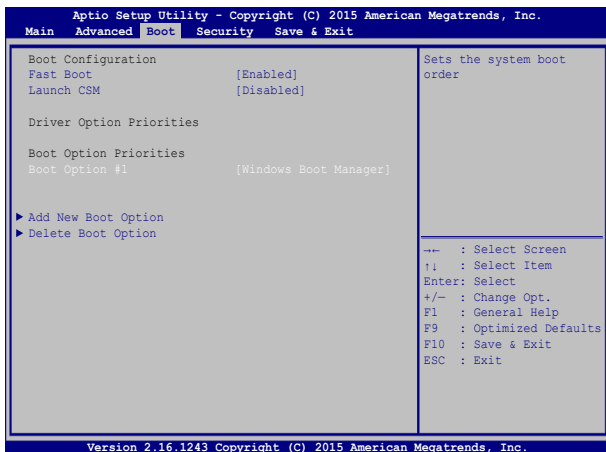 Aptio Setup Utility - Copyright (C) 2015 American Megatrends, Inc.
Main Advanced Boot Security Save & Exit
Boot Configuration
Fast Boot [Enabled]
Launch CSM [Disabled]
Driver Option Priorities
Boot Option Priorities
Boot Option #1 [Windows Boot Manager]
▶ Add New Boot Option
▶ Delete Boot Option
Sets the system boot
order
→← : Select Screen
↑↓ : Select Item
Enter: Select
+/— : Change Opt.
F1 : General Help
F9 : Optimized Defaults
F10 : Save & Exit
ESC : Exit
Version 2.16.1243 Copyright (C) 2015 American Megatrends, Inc.